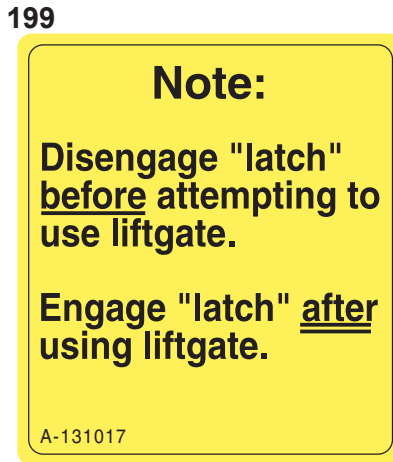 199
Note:
Disengage "latch"
before attempting to
use liftgate.
Engage "latch" after
using liftgate.
A-131017